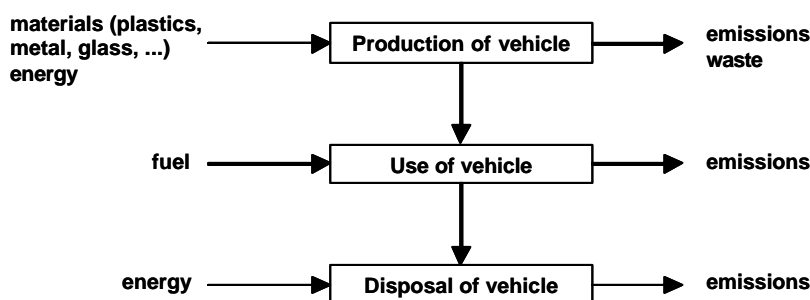 materials (plastics,
metal, glass, ...)
energy
Production of vehicle
emissions
waste
fuel
Use of vehicle
emissions
energy
Disposal of vehicle
emissions